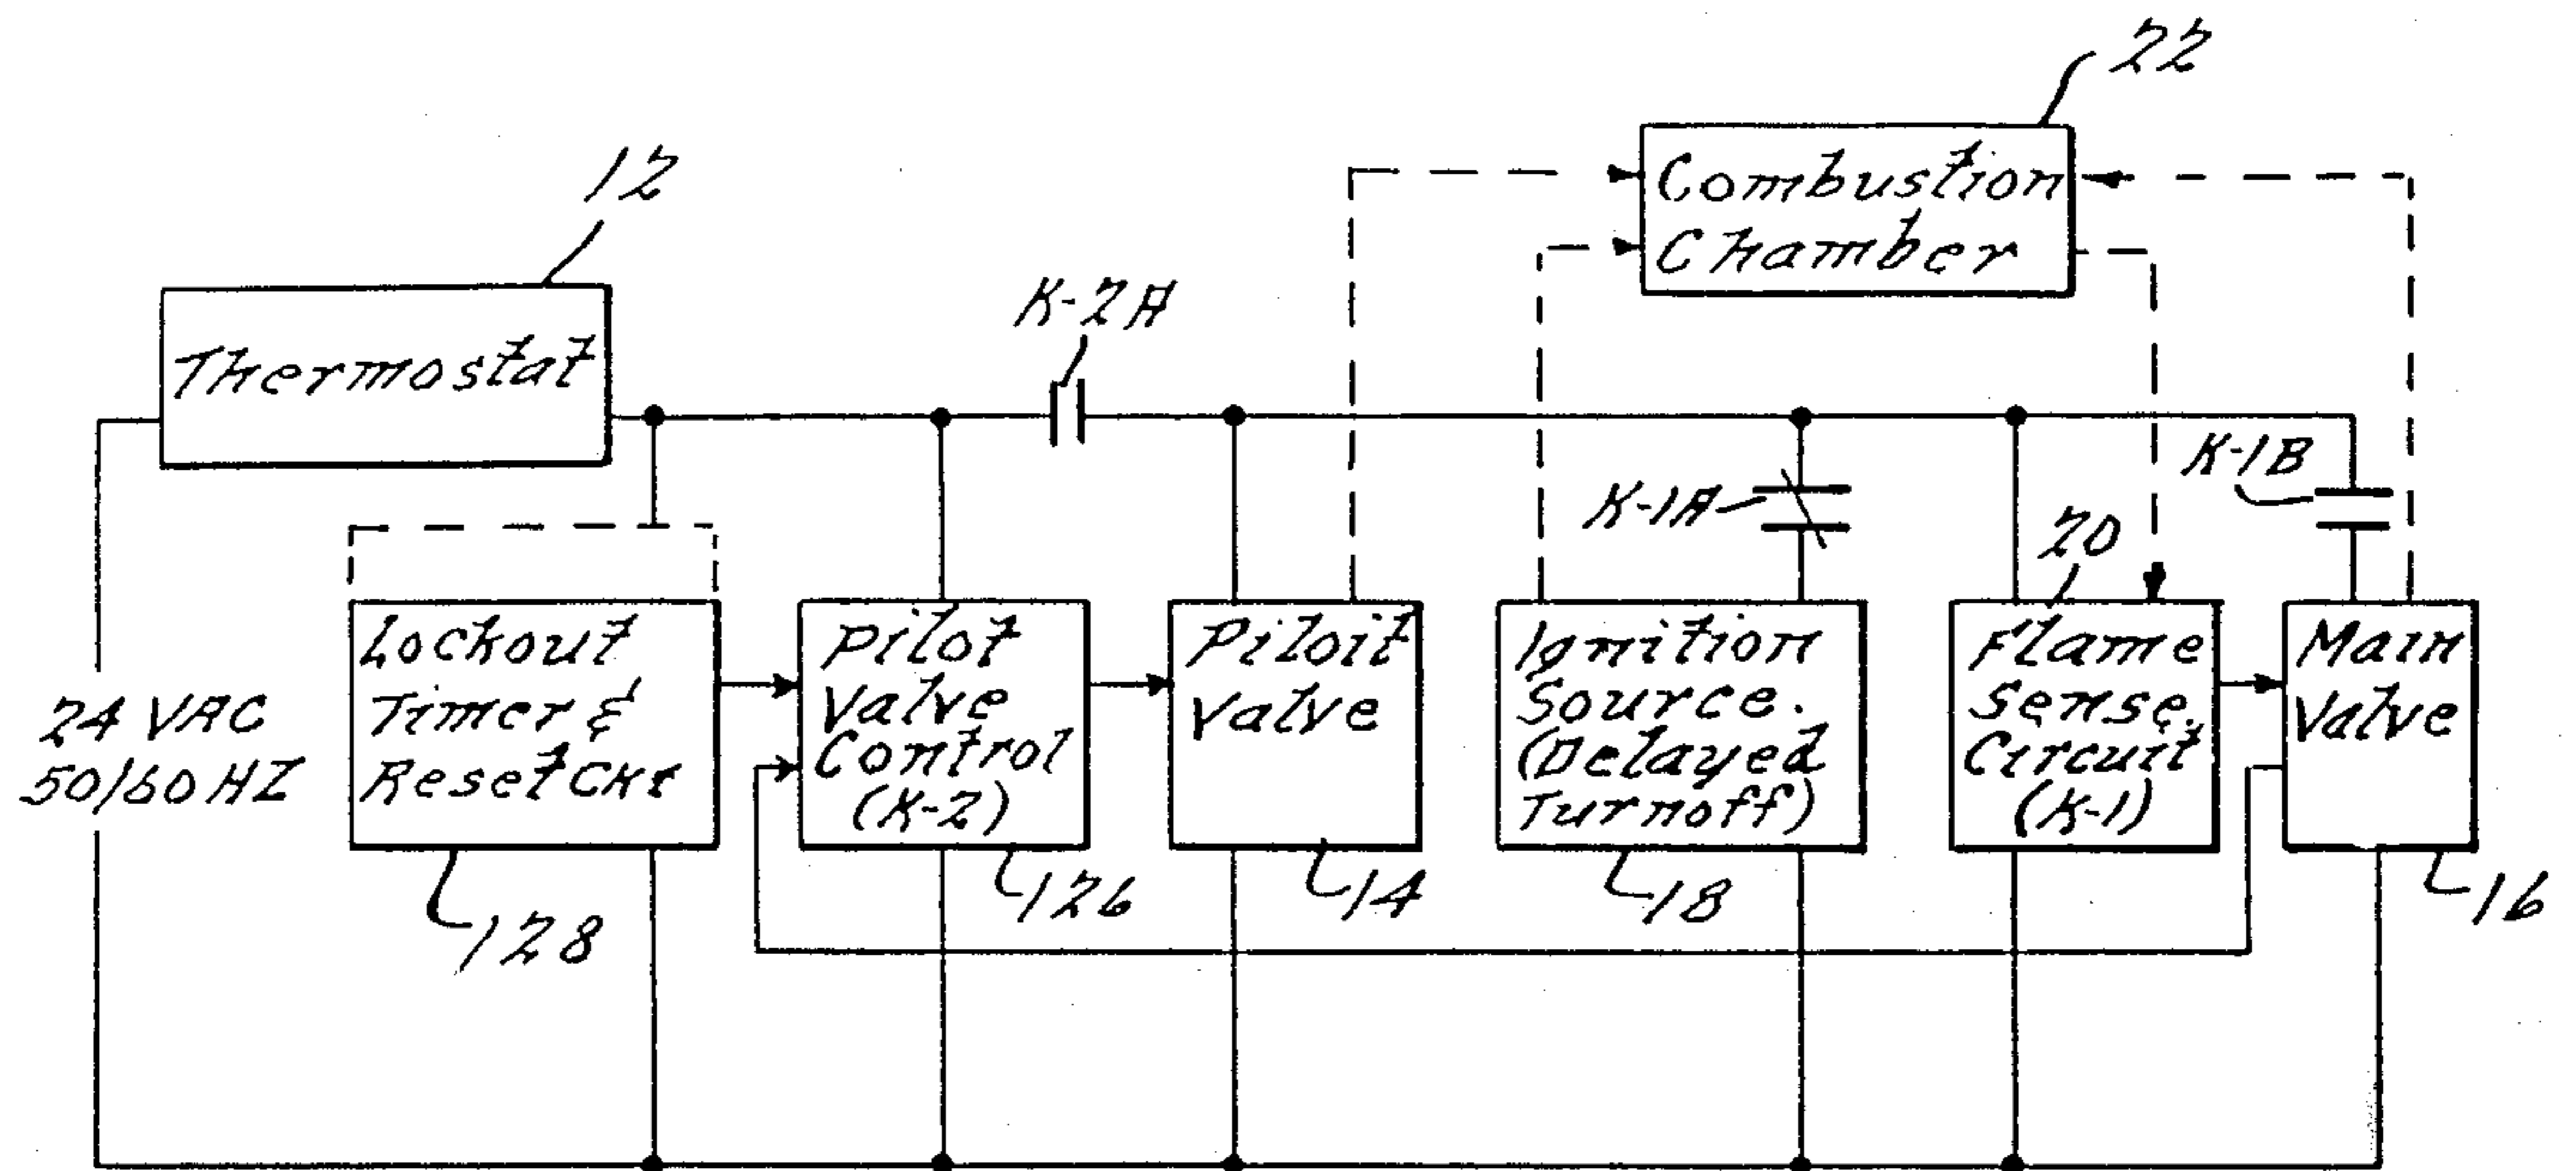 22
12
Combustion
Chamber
K-2A
Thermostat
K-1B
K-1A
20
Lockout
Timer &
Reset Ckt
Pilot
Valve
Control
(K-2)
Piloit
Valve
Ignition
Source.
(Delayed
Turnoff)
Flame
Sense.
Circuit
(K-1)
Main
Valve
24 VAC
50/60 HZ
128
126
14
18
16